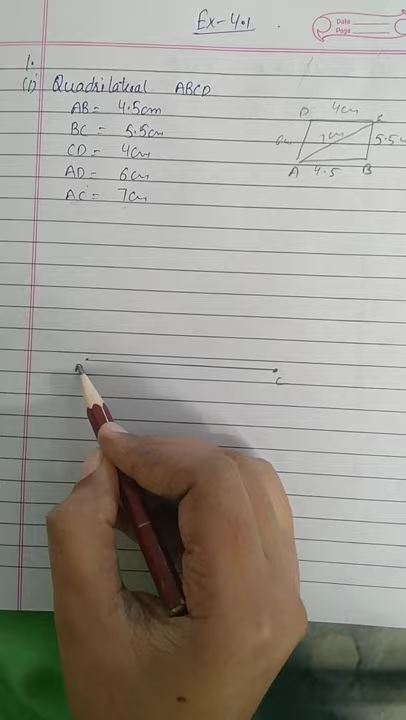 Ex-4.1
Date
Page
1.
(i) Quadrilateral ABCD
AB = 4.5cm
BC = 5.5cm
CD = 4cm
AD = 6cm
AC = 7cm
D 4cm C
6cm 7cm 5.5c
A 4.5 B
A C